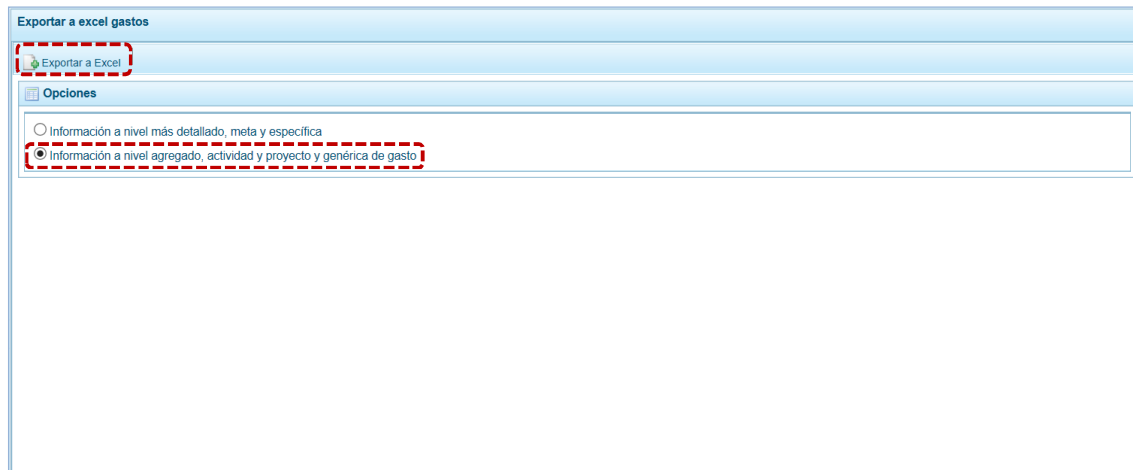 Exportar a excel gastos
Exportar a Excel
Opciones
Información a nivel más detallado, meta y específica
Información a nivel agregado, actividad y proyecto y genérica de gasto